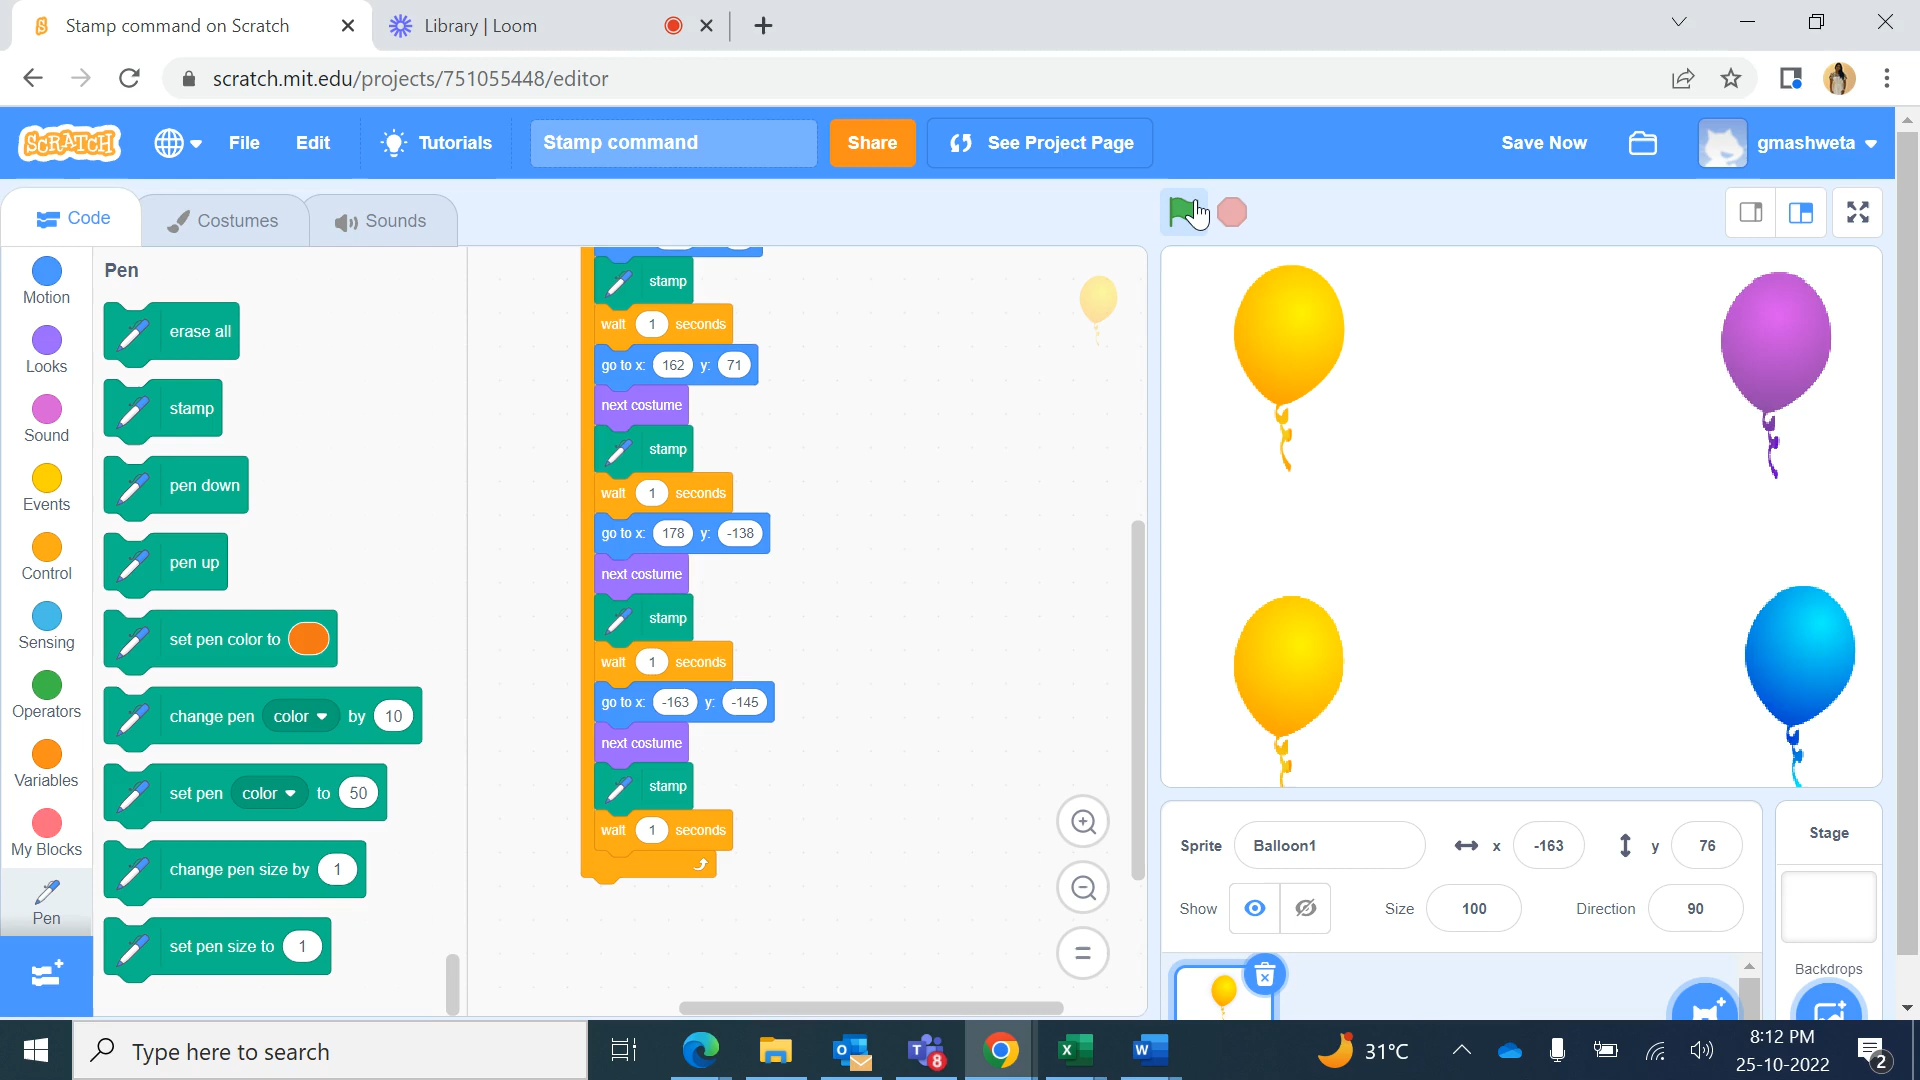 Stamp command on Scratch
Library | Loom
scratch.mit.edu/projects/751055448/editor
SCRATCH
File
Edit
Tutorials
Stamp command
Share
See Project Page
Save Now
gmashweta
Code
Costumes
Sounds
Motion
Looks
Sound
Events
Control
Sensing
Operators
Variables
My Blocks
Pen
Pen
erase all
stamp
pen down
pen up
set pen color to
change pen color by 10
set pen color to 50
change pen size by 1
set pen size to 1
stamp
wait 1 seconds
go to x: 162 y: 71
next costume
stamp
wait 1 seconds
go to x: 178 y: -138
next costume
stamp
wait 1 seconds
go to x: -163 y: -145
next costume
stamp
wait 1 seconds
Sprite Balloon1 x -163 y 76
Show Size 100 Direction 90
Stage
Backdrops
Type here to search
8
31°C
8:12 PM
25-10-2022
2